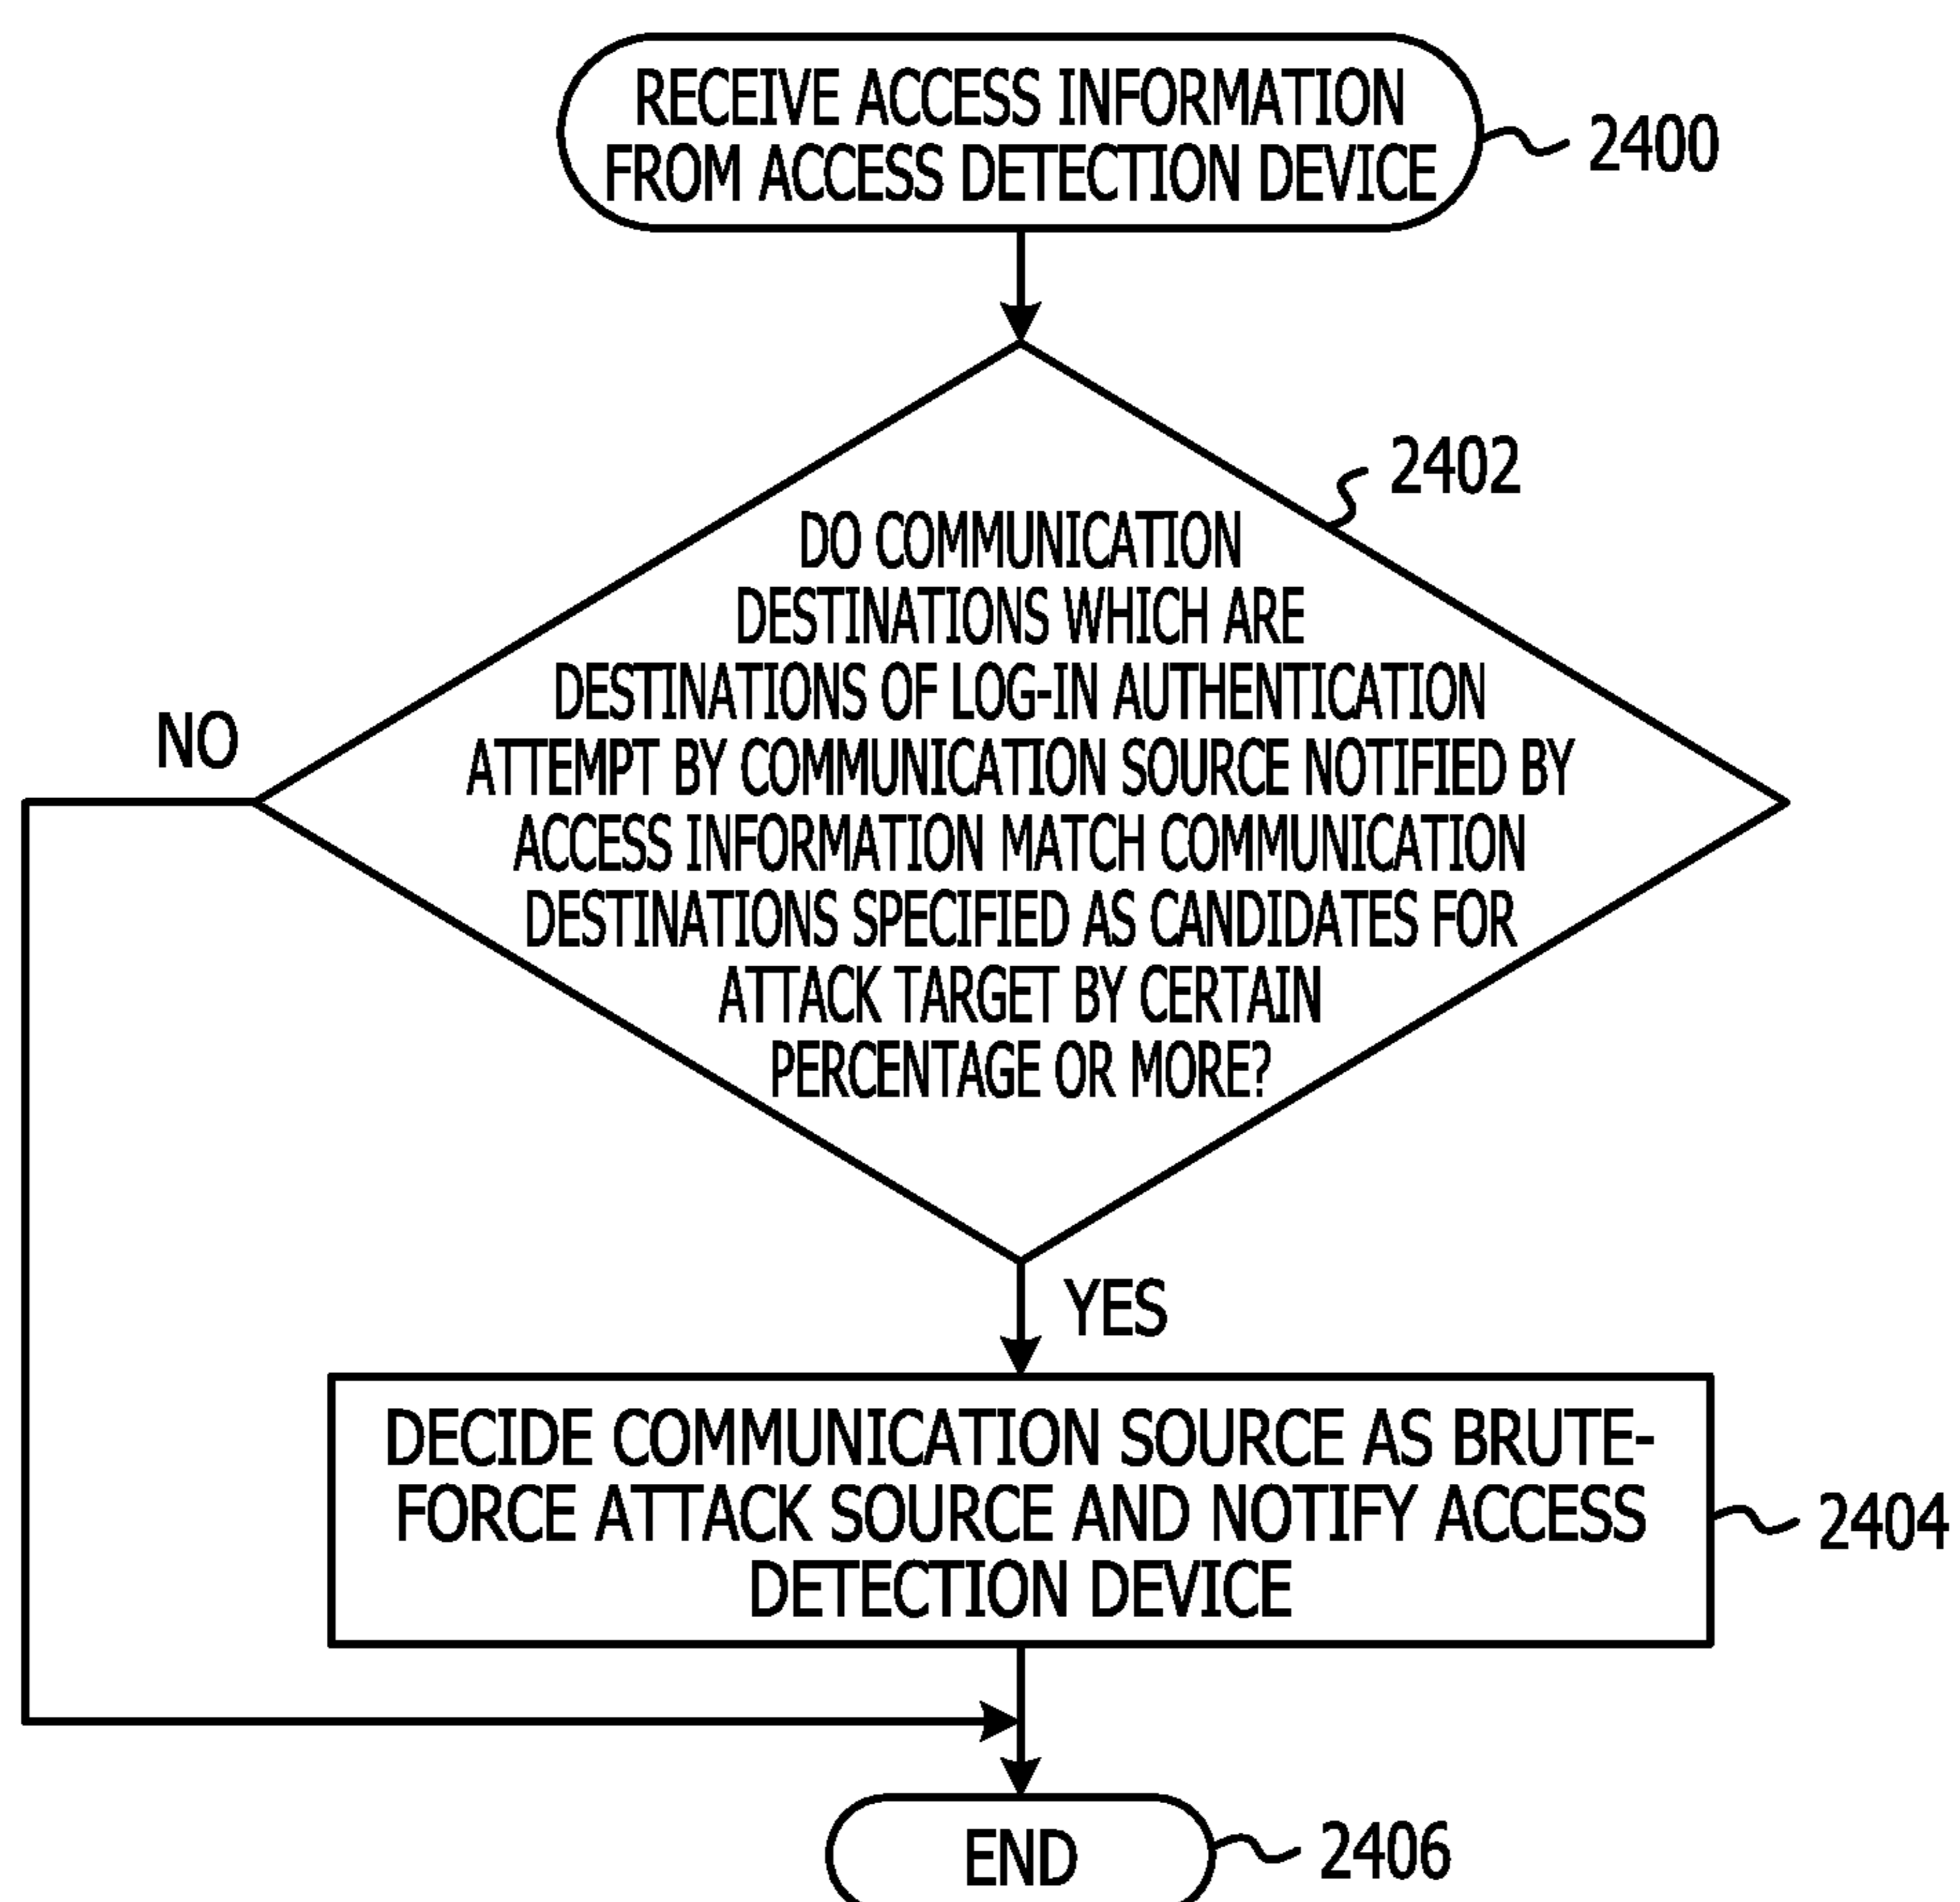 RECEIVE ACCESS INFORMATION
FROM ACCESS DETECTION DEVICE
2400
2402
DO COMMUNICATION
DESTINATIONS WHICH ARE
DESTINATIONS OF LOG-IN AUTHENTICATION
ATTEMPT BY COMMUNICATION SOURCE NOTIFIED BY
ACCESS INFORMATION MATCH COMMUNICATION
DESTINATIONS SPECIFIED AS CANDIDATES FOR
ATTACK TARGET BY CERTAIN
PERCENTAGE OR MORE?
NO
YES
DECIDE COMMUNICATION SOURCE AS BRUTE-
FORCE ATTACK SOURCE AND NOTIFY ACCESS
DETECTION DEVICE
2404
END
2406